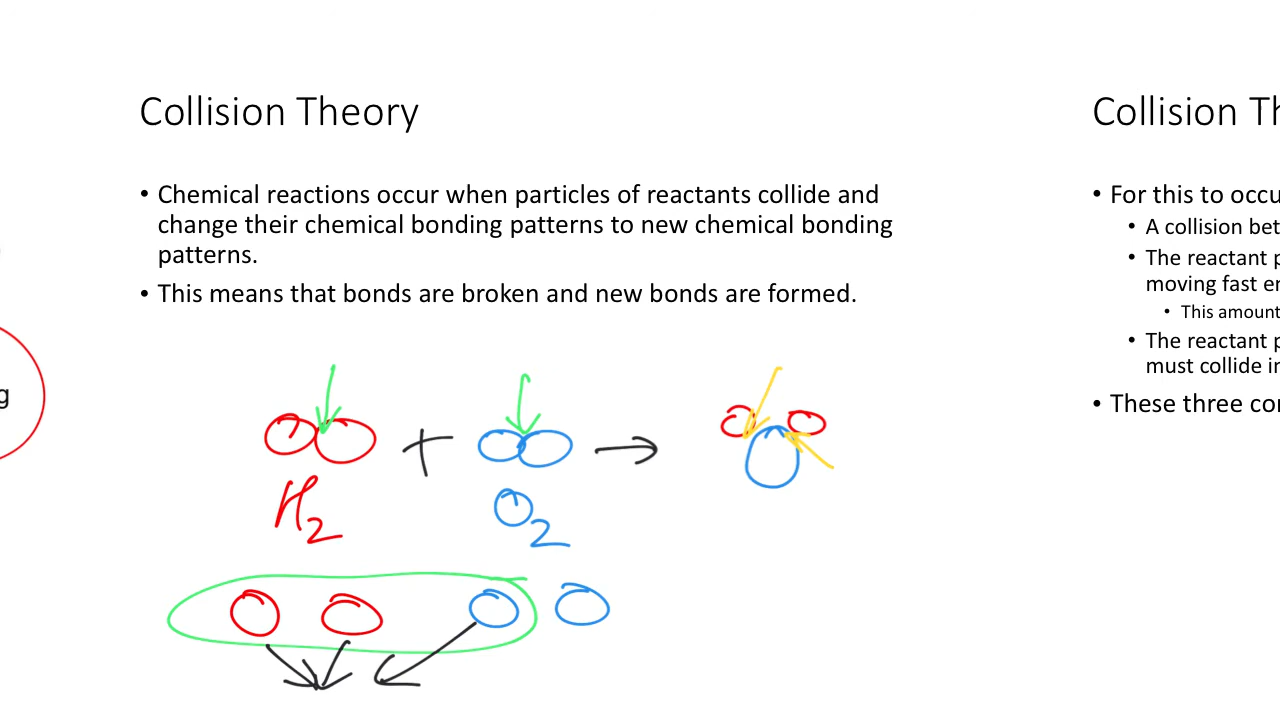 Collision Theory
• Chemical reactions occur when particles of reactants collide and
change their chemical bonding patterns to new chemical bonding
patterns.
• This means that bonds are broken and new bonds are formed.
+ →
H2
O2
g
Collision Th
• For this to occu
• A collision bet
• The reactant p
moving fast en
• This amount
• The reactant p
must collide in
• These three con